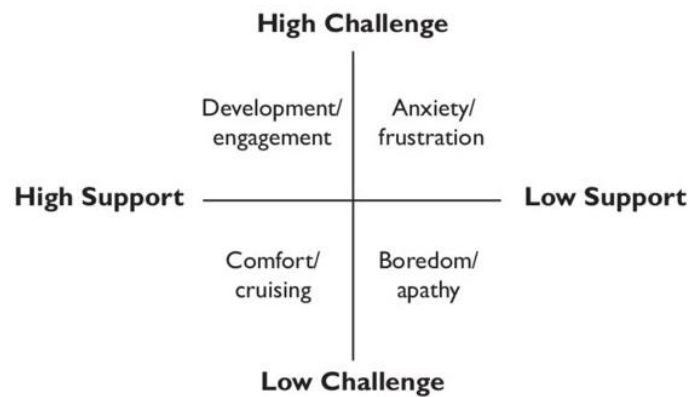 High Challenge
Development/
engagement
Anxiety/
frustration
High Support
Low Support
Comfort/
cruising
Boredom/
apathy
Low Challenge